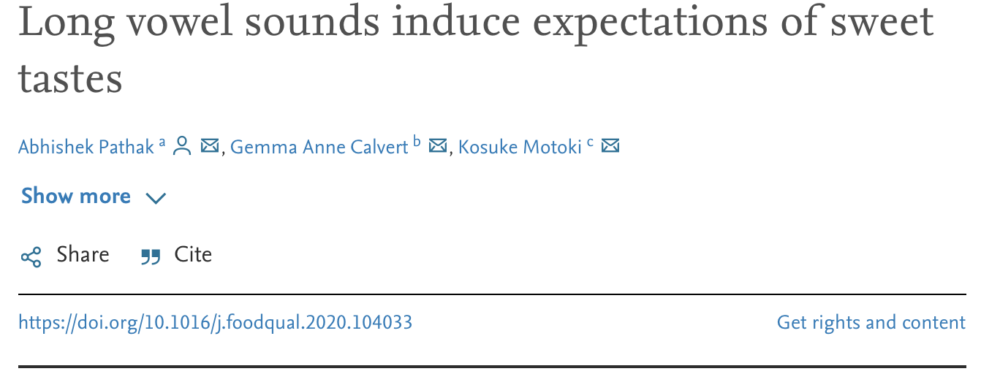 Long vowel sounds induce expectations of sweet
tastes
Abhishek Pathak a, Gemma Anne Calvert b, Kosuke Motoki c
Show more
Share Cite
https://doi.org/10.1016/j.foodqual.2020.104033 Get rights and content